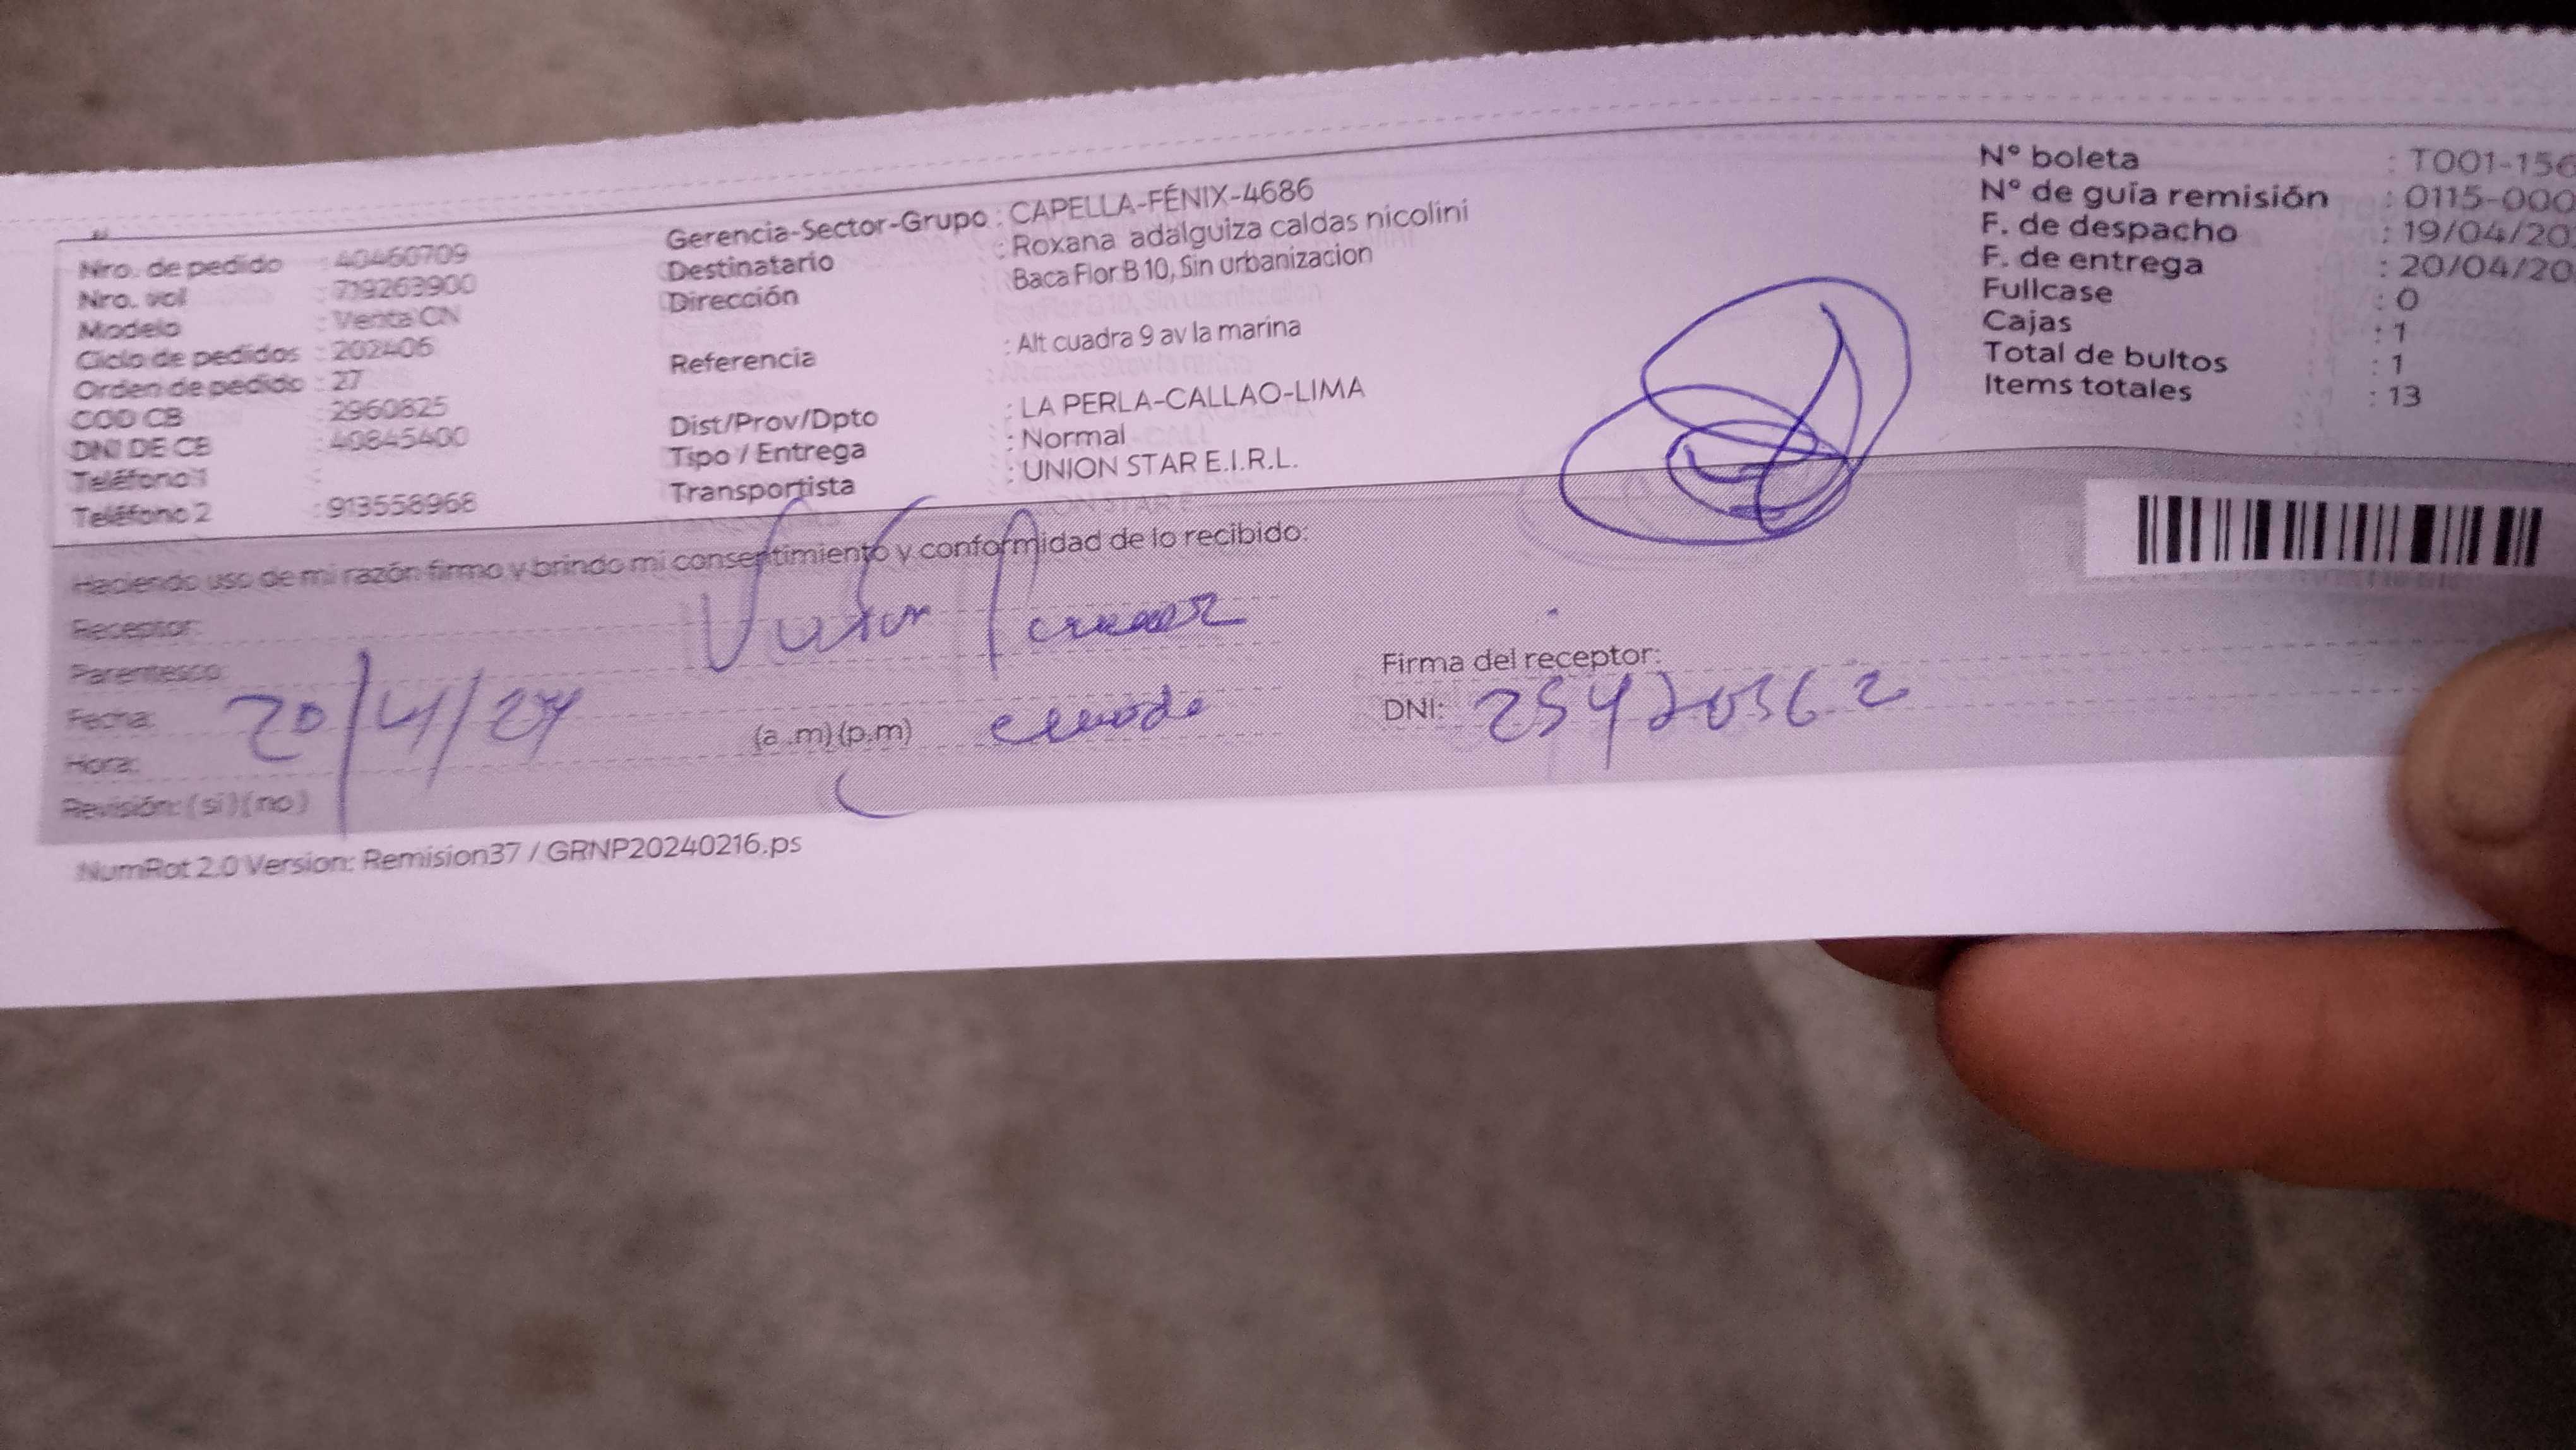 Nro. de pedido : 40460709
Nro. vol : 719263900
Modelo : Venta CN
Ciclo de pedidos : 202406
Orden de pedido : 27
COD CB : 2960825
DNI DE CB : 40845400
Teléfono 1 :
Teléfono 2 : 913558968
Gerencia-Sector-Grupo : CAPELLA-FÉNIX-4686
Destinatario : Roxana adalguiza caldas nicolini
Dirección : Baca Flor B 10, Sin urbanizacion
Referencia : Alt cuadra 9 av la marina
Dist/Prov/Dpto : LA PERLA-CALLAO-LIMA
Tipo / Entrega : Normal
Transportista : UNION STAR E.I.R.L.
N° boleta : T001-156
N° de guía remisión : 0115-000
F. de despacho : 19/04/20
F. de entrega : 20/04/20
Fullcase : 0
Cajas : 1
Total de bultos : 1
Items totales : 13
Haciendo uso de mi razón firmo y brindo mi consentimiento y conformidad de lo recibido:
Receptor:
Parentesco:
Fecha: 20/4/24
Hora: (a .m) (p.m)
Revisión: (si) (no)
Firma del receptor:
DNI:
NumRot 2.0 Version: Remision37 / GRNP20240216.ps